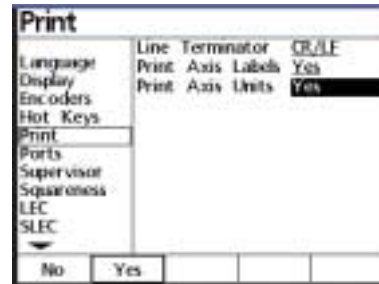 Print
Language
Display
Encoders
Hot Keys
Print
Ports
Supervisor
Squareness
LEC
SLEC
Line Terminator CR/LF
Print Axis Labels Yes
Print Axis Units Yes
No Yes